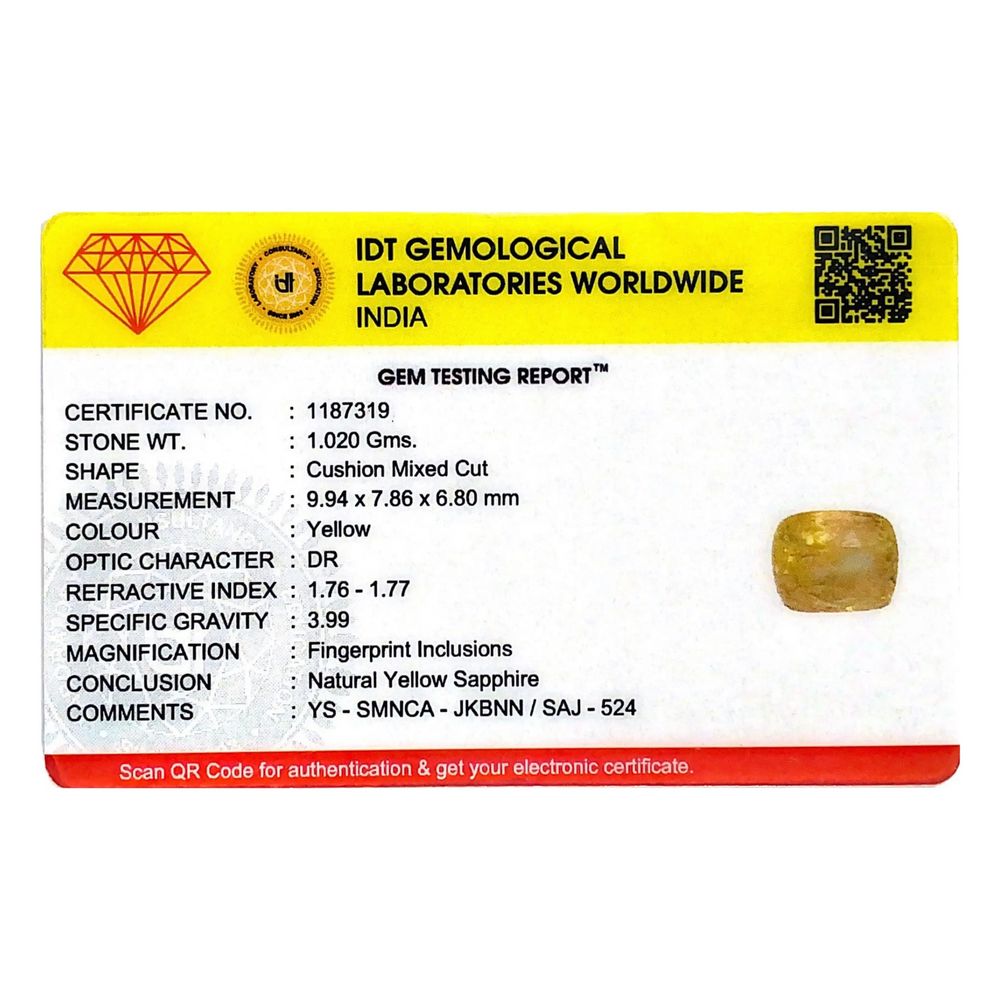 IDT GEMOLOGICAL
LABORATORIES WORLDWIDE
INDIA
LABORATORY · CONSULTANCY · EDUCATION
GEM TESTING REPORT™
CERTIFICATE NO. : 1187319
STONE WT. : 1.020 Gms.
SHAPE : Cushion Mixed Cut
MEASUREMENT : 9.94 x 7.86 x 6.80 mm
COLOUR : Yellow
OPTIC CHARACTER : DR
REFRACTIVE INDEX : 1.76 - 1.77
SPECIFIC GRAVITY : 3.99
MAGNIFICATION : Fingerprint Inclusions
CONCLUSION : Natural Yellow Sapphire
COMMENTS : YS - SMNCA - JKBNN / SAJ - 524
Scan QR Code for authentication & get your electronic certificate.